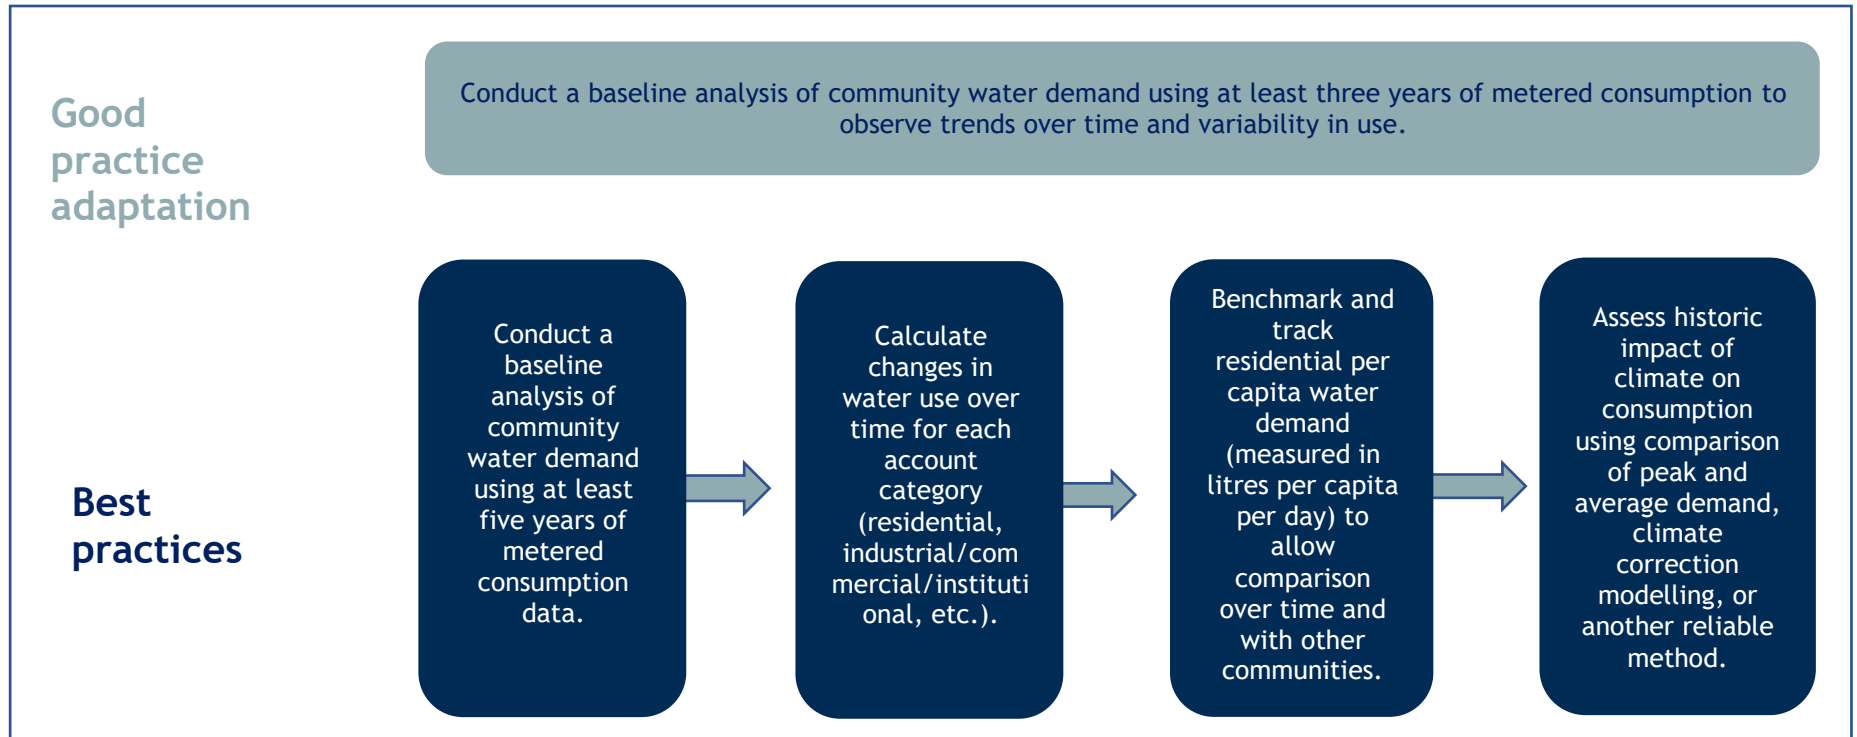 Good
practice
adaptation
Conduct a baseline analysis of community water demand using at least three years of metered consumption to
observe trends over time and variability in use.
Best
practices
Conduct a
baseline
analysis of
community
water demand
using at least
five years of
metered
consumption
data.
Calculate
changes in
water use over
time for each
account
category
(residential,
industrial/com
mercial/instituti
onal, etc.).
Benchmark and
track
residential per
capita water
demand
(measured in
litres per capita
per day) to
allow
comparison
over time and
with other
communities.
Assess historic
impact of
climate on
consumption
using comparison
of peak and
average demand,
climate
correction
modelling, or
another reliable
method.